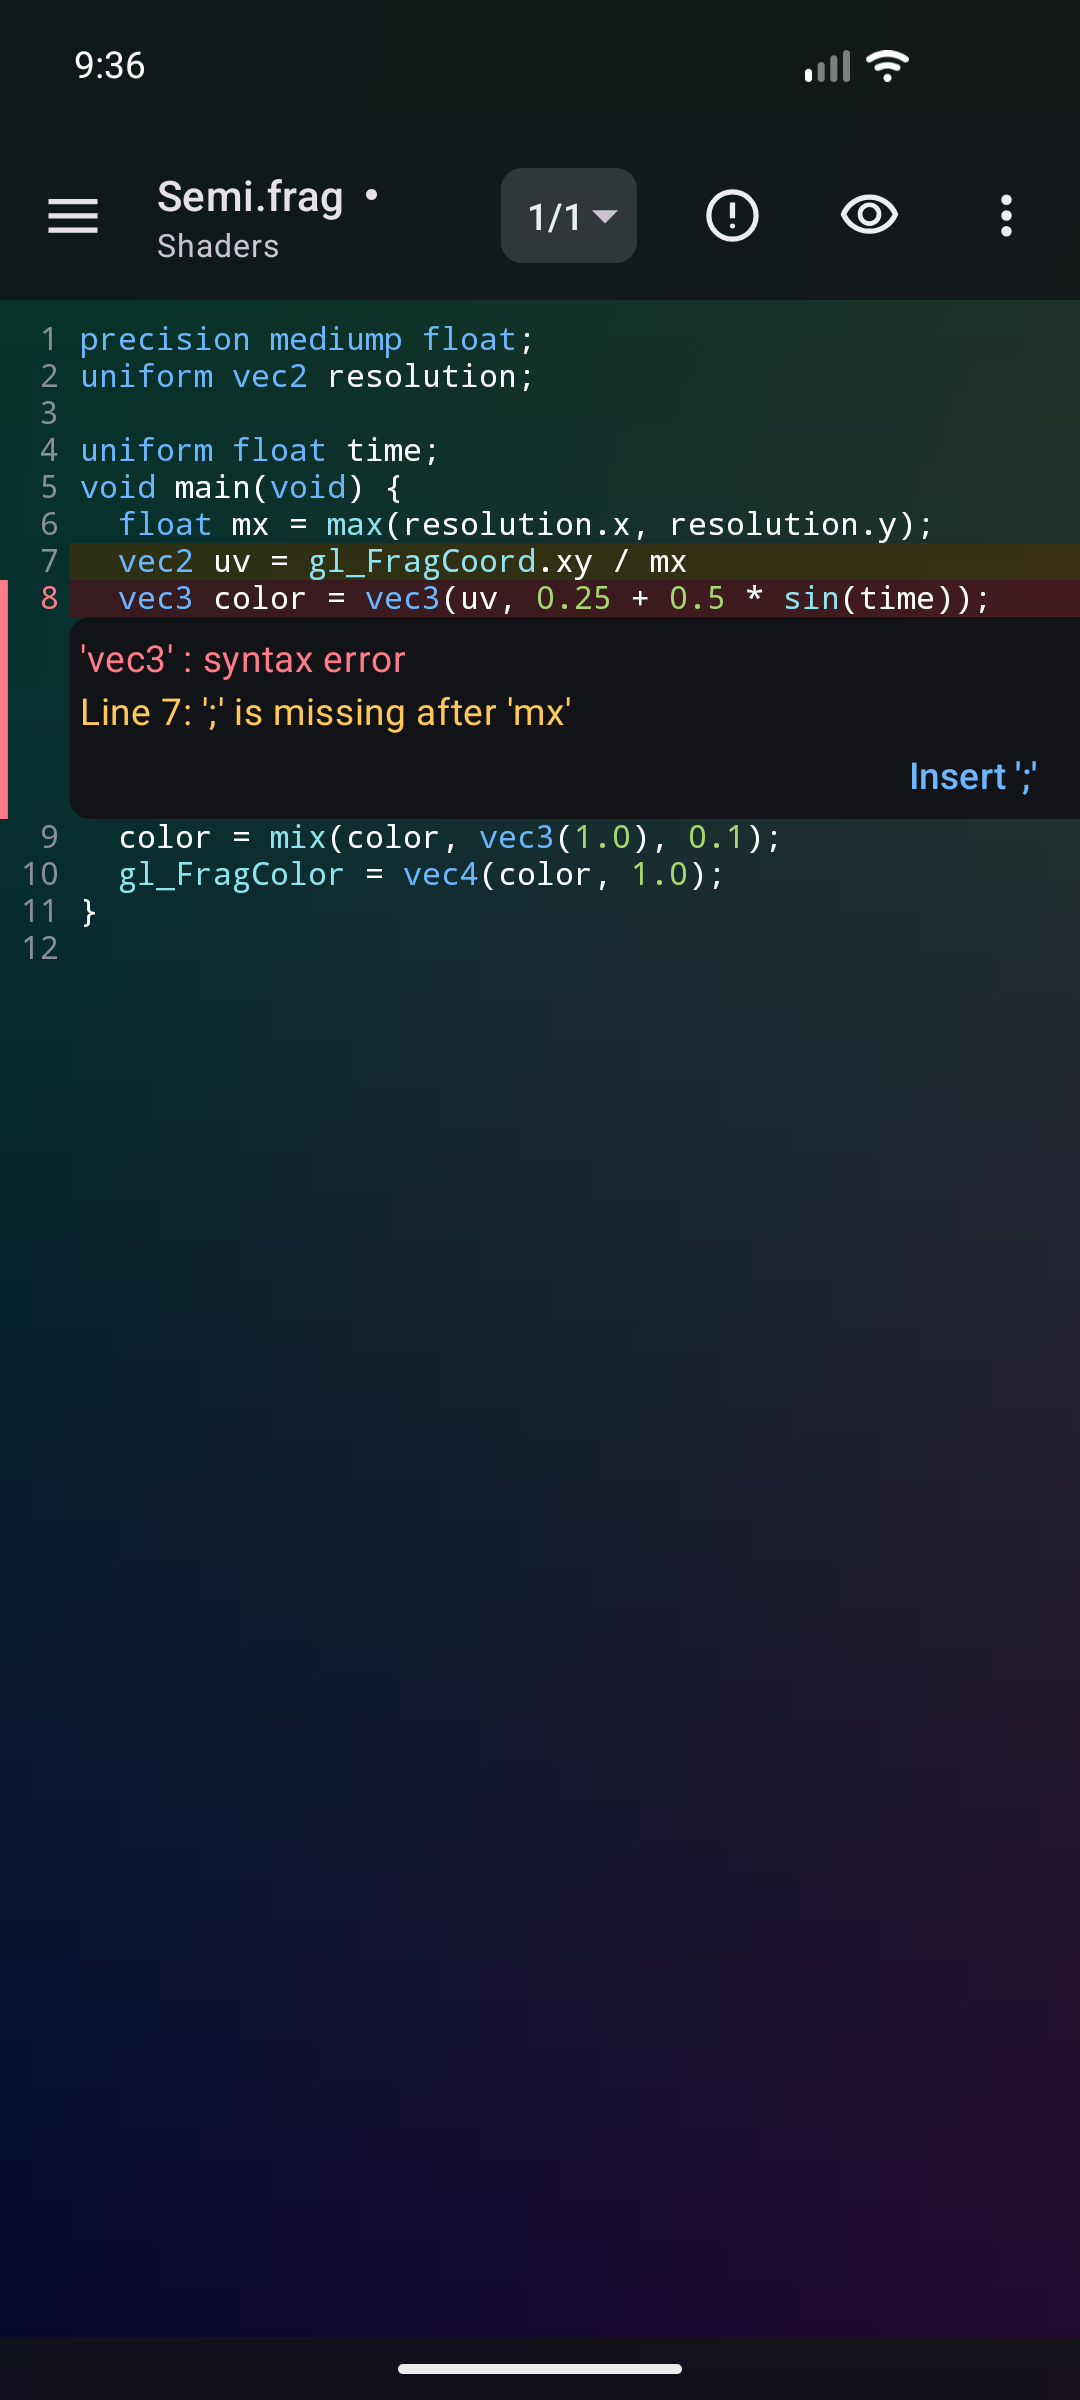 9:36
Semi.frag •
Shaders
1/1
1 precision mediump float;
2 uniform vec2 resolution;
3
4 uniform float time;
5 void main(void) {
6   float mx = max(resolution.x, resolution.y);
7   vec2 uv = gl_FragCoord.xy / mx
8   vec3 color = vec3(uv, 0.25 + 0.5 * sin(time));
'vec3' : syntax error
Line 7: ';' is missing after 'mx'
Insert ';'
9   color = mix(color, vec3(1.0), 0.1);
10   gl_FragColor = vec4(color, 1.0);
11 }
12